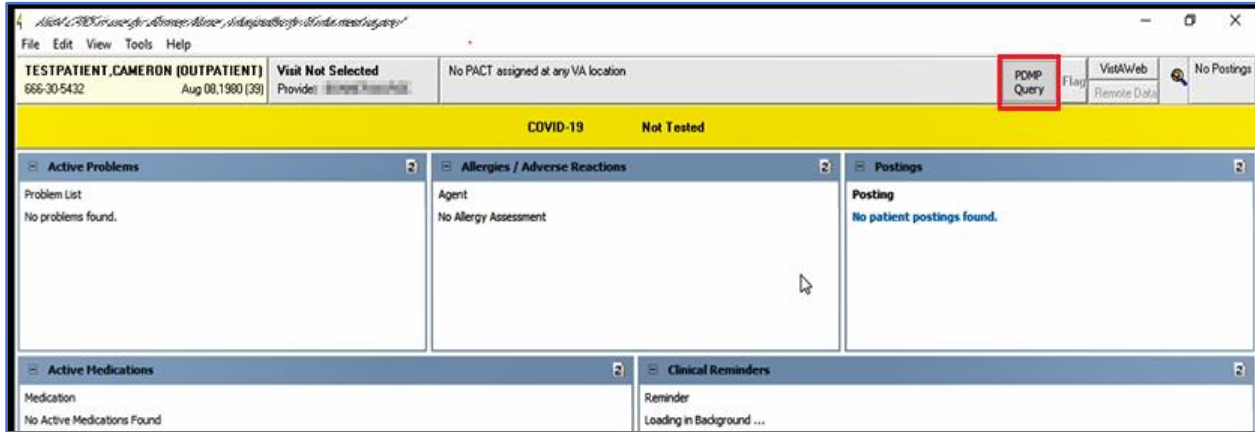 File Edit View Tools Help
TESTPATIENT,CAMERON (OUTPATIENT)
666-30-5432 Aug 08,1980 (39)
Visit Not Selected
Provider:
No PACT assigned at any VA location
PDMP
Query
Flag
VistAWeb
Remote Data
No Postings
COVID-19 Not Tested
Active Problems
Problem List
No problems found.
Allergies / Adverse Reactions
Agent
No Allergy Assessment
Postings
Posting
No patient postings found.
Active Medications
Medication
No Active Medications Found
Clinical Reminders
Reminder
Loading in Background ...